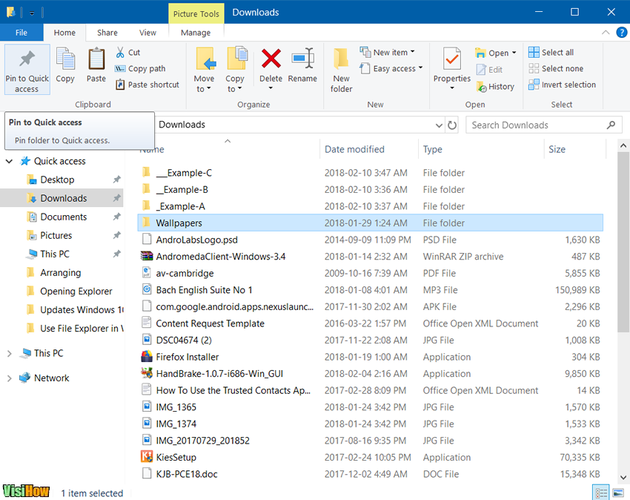 Picture Tools
Downloads
File
Home
Share
View
Manage
Pin to Quick access
Copy
Paste
Cut
Copy path
Paste shortcut
Clipboard
Move to
Copy to
Delete
Rename
Organize
New folder
New item
Easy access
New
Properties
Open
Edit
History
Open
Select all
Select none
Invert selection
Select
Pin to Quick access
Pin folder to Quick access.
Downloads
Search Downloads
Name
Date modified
Type
Size
Quick access
Desktop
Downloads
Documents
Pictures
This PC
Arranging
Opening Explorer
Updates Windows 10
Use File Explorer in W
This PC
Network
___Example-C 2018-02-10 3:47 AM File folder
__Example-B 2018-02-10 3:36 AM File folder
_Example-A 2018-02-10 3:37 AM File folder
Wallpapers 2018-01-29 1:24 AM File folder
AndroLabsLogo.psd 2014-09-09 11:09 PM PSD File 1,630 KB
AndromedaClient-Windows-3.4 2018-01-14 2:32 AM WinRAR ZIP archive 487 KB
av-cambridge 2009-10-16 7:39 AM PDF File 5,855 KB
Bach English Suite No 1 2018-01-08 4:01 AM MP3 File 150,989 KB
com.google.android.apps.nexuslaunc... 2017-11-30 2:02 AM APK File 2,296 KB
Content Request Template 2016-03-22 1:57 PM Office Open XML Document 20 KB
DSC04674 (2) 2017-11-22 2:08 AM JPG File 1,008 KB
Firefox Installer 2018-01-19 1:00 AM Application 304 KB
HandBrake-1.0.7-i686-Win_GUI 2018-02-04 2:16 AM Application 9,850 KB
How To Use the Trusted Contacts Ap... 2017-02-28 8:09 PM Office Open XML Document 14 KB
IMG_1365 2018-01-24 3:42 PM JPG File 1,570 KB
IMG_1374 2018-01-24 3:42 PM JPG File 1,533 KB
IMG_20170729_201852 2017-08-16 9:35 PM JPG File 3,342 KB
KiesSetup 2017-02-24 10:05 PM Application 70,335 KB
KJB-PCE18.doc 2017-12-02 4:49 AM DOC File 15,348 KB
VisiHow
1 item selected